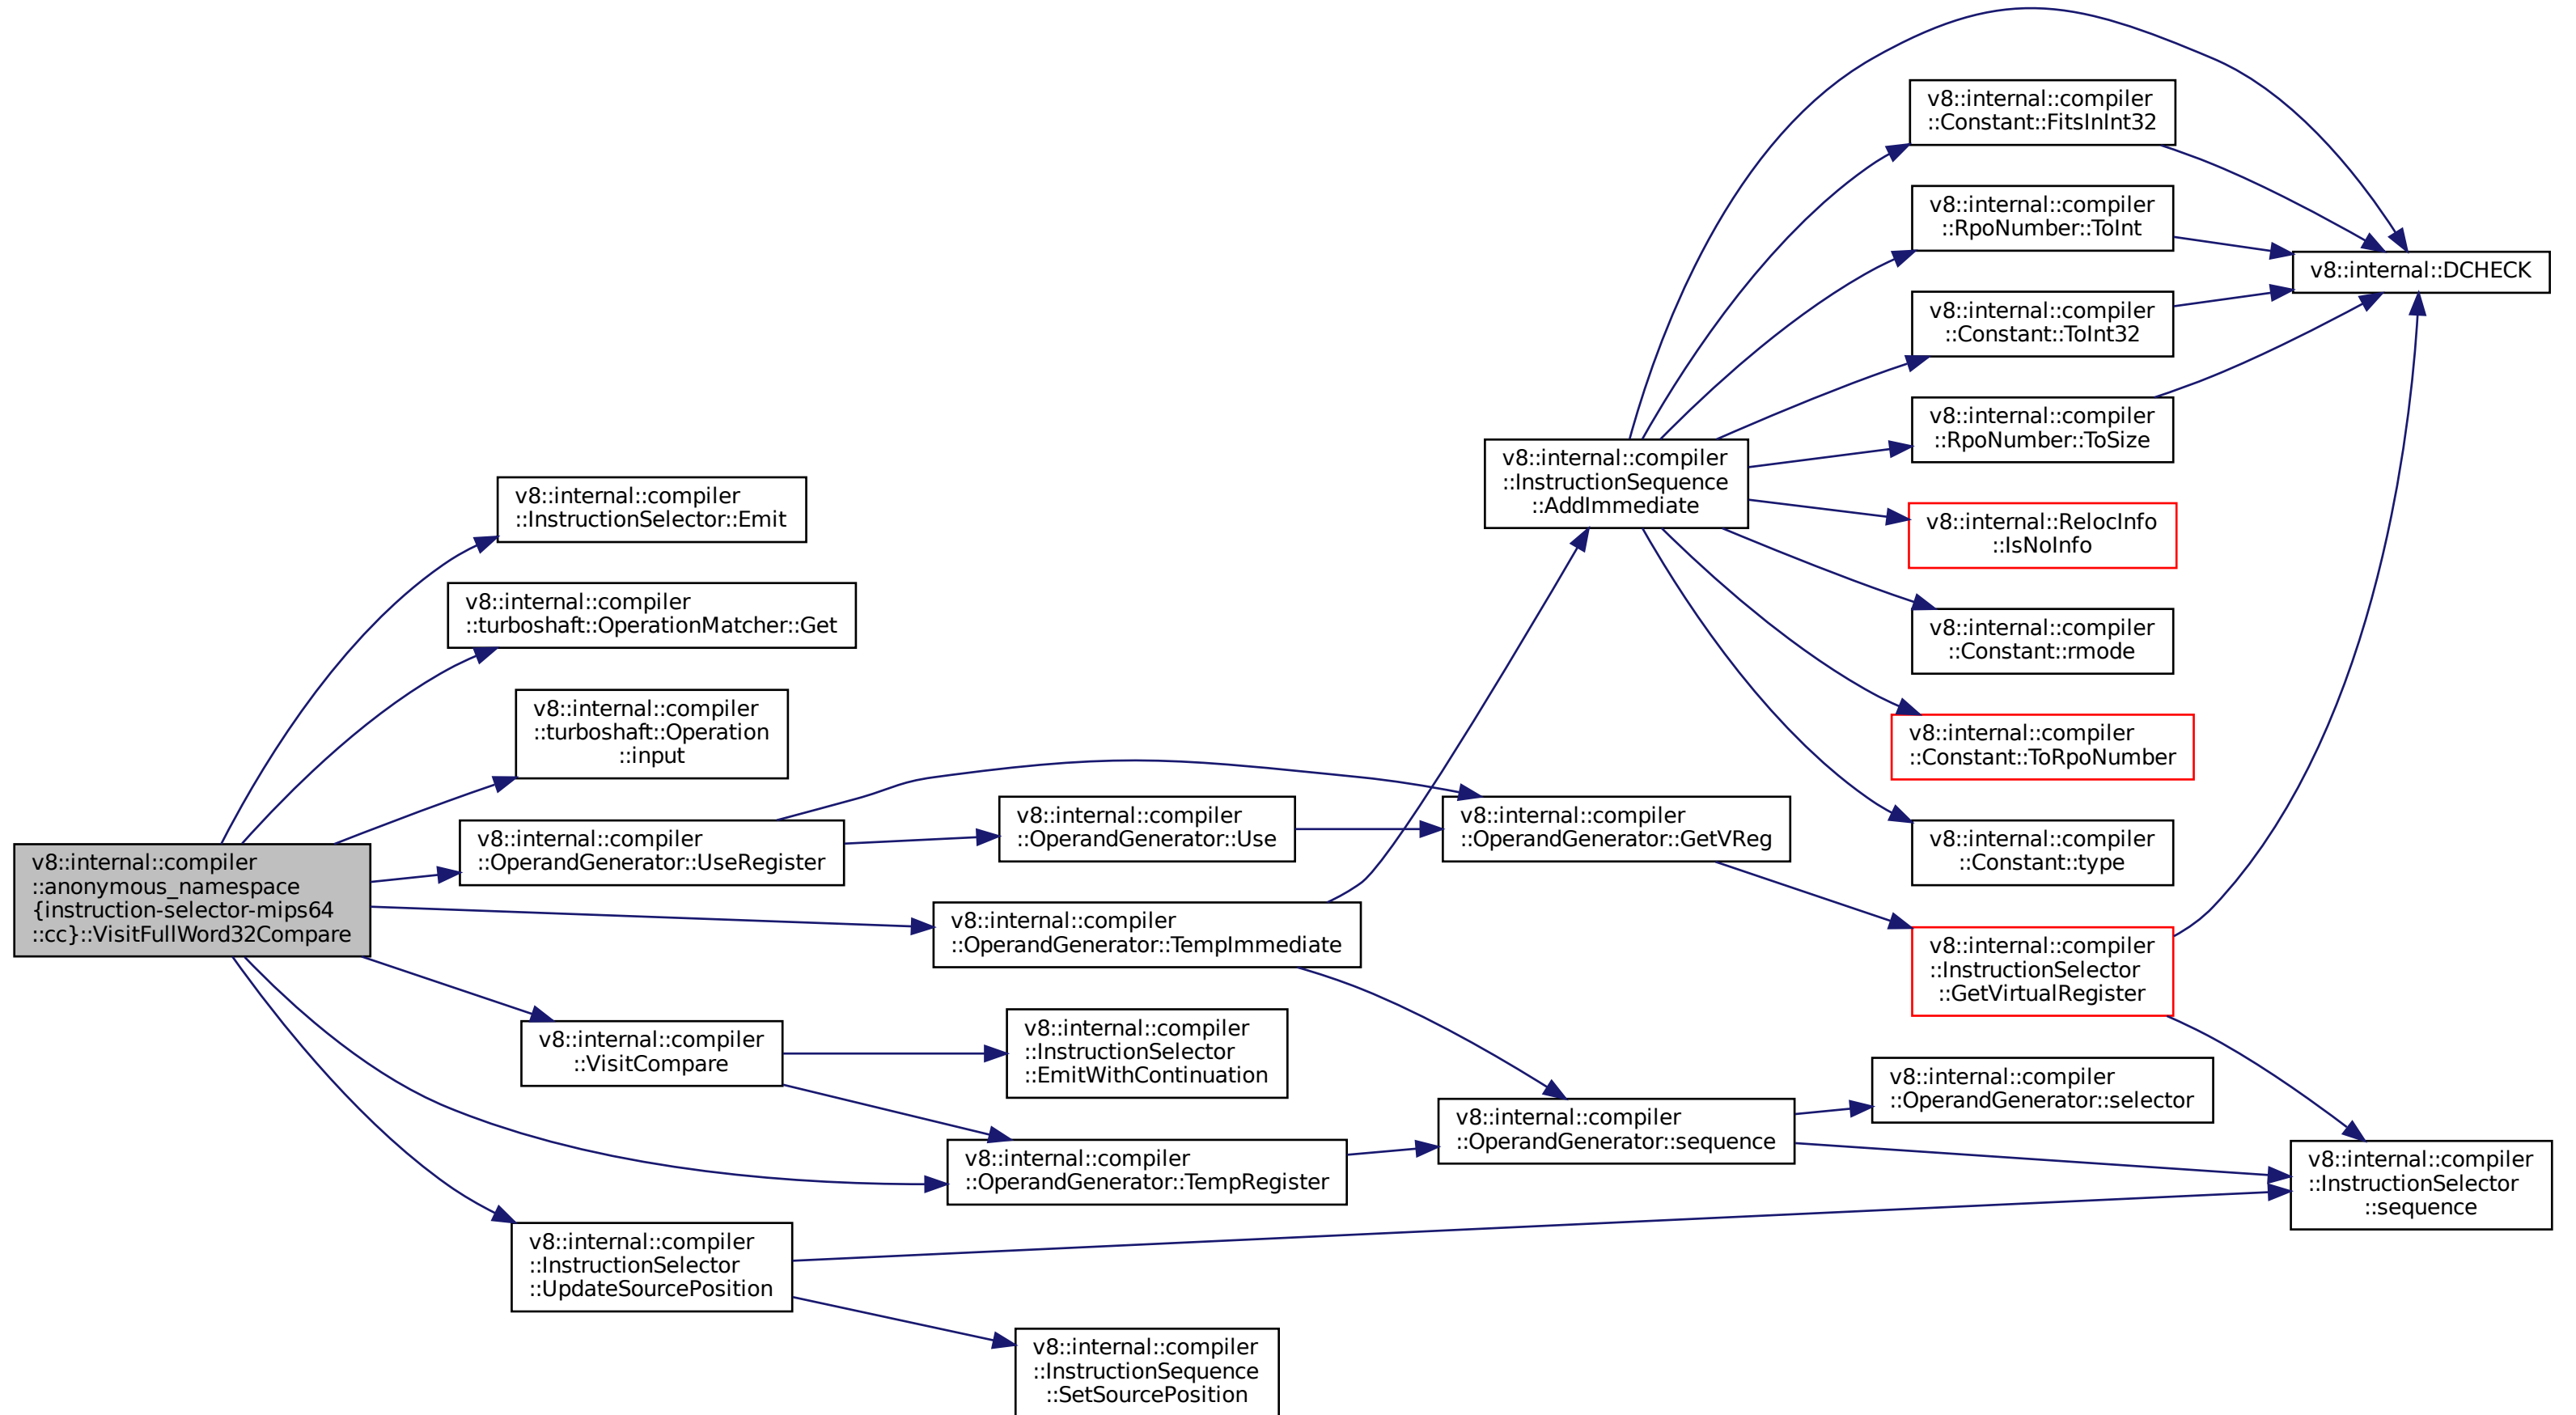 v8::internal::compiler
::anonymous_namespace
{instruction-selector-mips64
::cc}::VisitFullWord32Compare
v8::internal::compiler
::InstructionSelector::Emit
v8::internal::compiler
::turboshaft::OperationMatcher::Get
v8::internal::compiler
::turboshaft::Operation
::input
v8::internal::compiler
::OperandGenerator::UseRegister
v8::internal::compiler
::OperandGenerator::TempImmediate
v8::internal::compiler
::VisitCompare
v8::internal::compiler
::OperandGenerator::TempRegister
v8::internal::compiler
::InstructionSelector
::UpdateSourcePosition
v8::internal::compiler
::OperandGenerator::Use
v8::internal::compiler
::InstructionSelector
::EmitWithContinuation
v8::internal::compiler
::InstructionSequence
::SetSourcePosition
v8::internal::compiler
::InstructionSequence
::AddImmediate
v8::internal::compiler
::OperandGenerator::GetVReg
v8::internal::compiler
::OperandGenerator::sequence
v8::internal::compiler
::Constant::FitsInInt32
v8::internal::compiler
::RpoNumber::ToInt
v8::internal::compiler
::Constant::ToInt32
v8::internal::compiler
::RpoNumber::ToSize
v8::internal::RelocInfo
::IsNoInfo
v8::internal::compiler
::Constant::rmode
v8::internal::compiler
::Constant::ToRpoNumber
v8::internal::compiler
::Constant::type
v8::internal::compiler
::InstructionSelector
::GetVirtualRegister
v8::internal::compiler
::OperandGenerator::selector
v8::internal::DCHECK
v8::internal::compiler
::InstructionSelector
::sequence